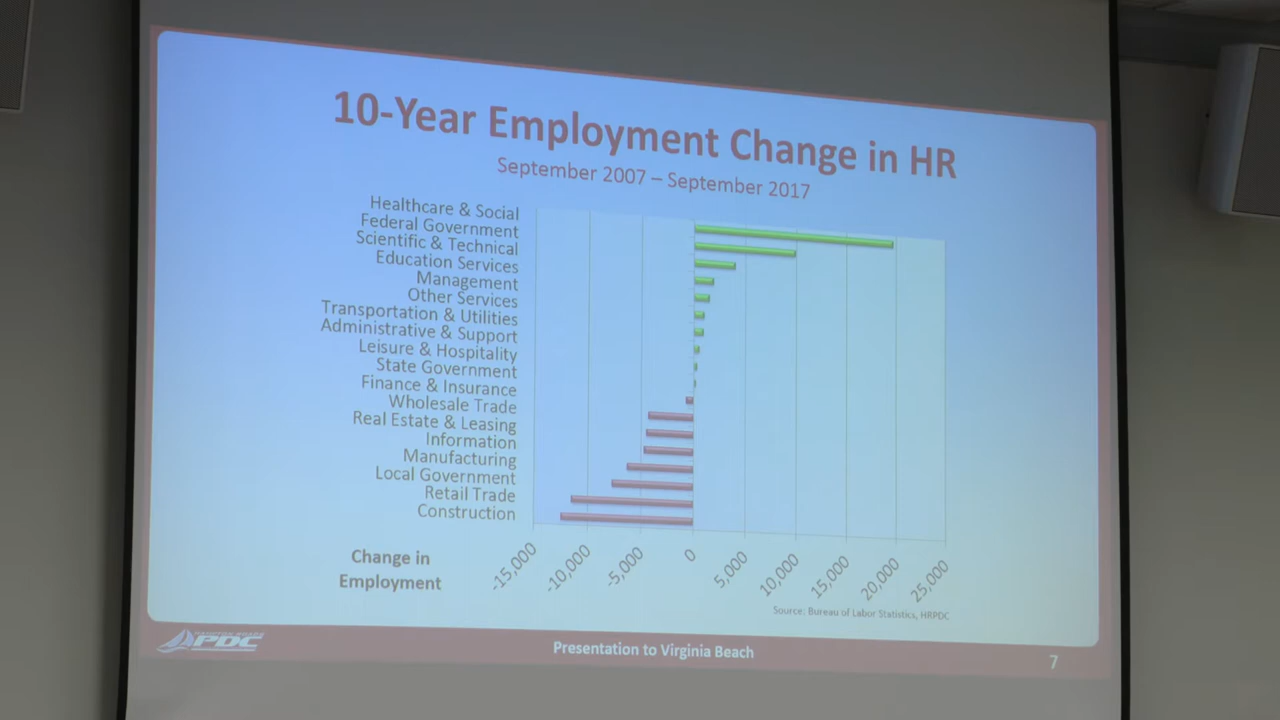 10-Year Employment Change in HR
September 2007 – September 2017
Healthcare & Social
Federal Government
Scientific & Technical
Education Services
Management
Other Services
Transportation & Utilities
Administrative & Support
Leisure & Hospitality
State Government
Finance & Insurance
Wholesale Trade
Real Estate & Leasing
Information
Manufacturing
Local Government
Retail Trade
Construction
Change in
Employment
-15,000 -10,000 -5,000 0 5,000 10,000 15,000 20,000 25,000
Source: Bureau of Labor Statistics, HRPDC
PDC
Presentation to Virginia Beach
7